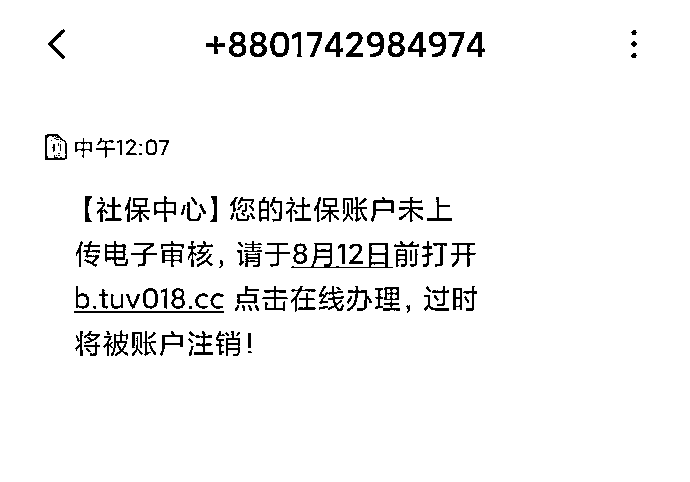 +8801742984974
中午12:07
【社保中心】您的社保账户未上
传电子审核，请于8月12日前打开
b.tuv018.cc 点击在线办理，过时
将被账户注销！